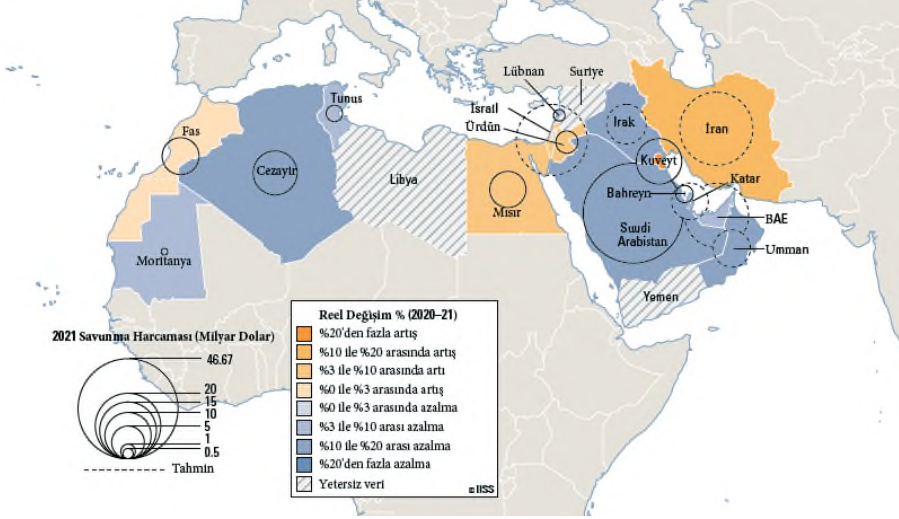 Lübnan
Suriye
Tunus
İsrail
Ürdün
Irak
İran
Fas
Cezayir
Libya
Mısır
Kuveyt
Katar
Bahreyn
BAE
Suudi
Arabistan
Umman
Moritanya
Yemen
Reel Değişim % (2020–21)
%20'den fazla artış
%10 ile %20 arasında artış
%3 ile %10 arasında artı
%0 ile %3 arasında artış
%0 ile %3 arasında azalma
%3 ile %10 arası azalma
%10 ile %20 arası azalma
%20'den fazla azalma
Yetersiz veri
©IISS
2021 Savunma Harcaması (Milyar Dolar)
46.67
20
15
10
5
1
0.5
Tahmin